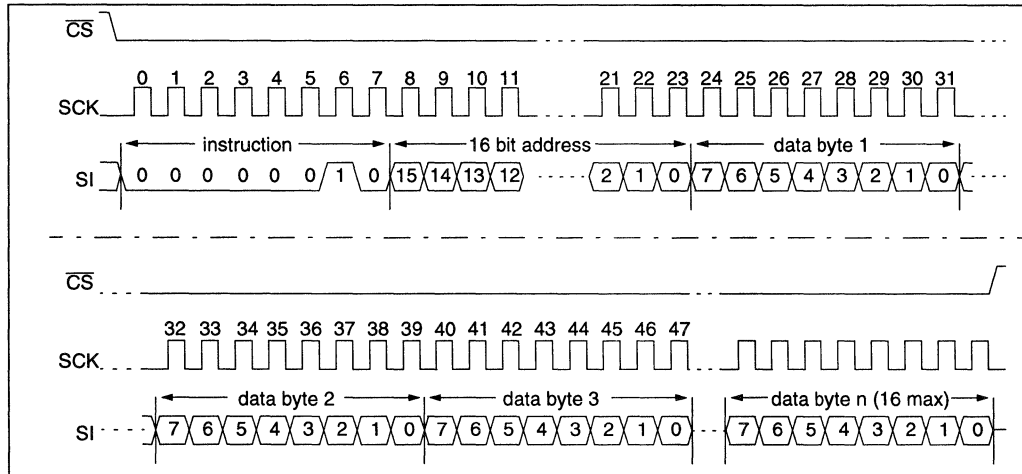 CS
0 1 2 3 4 5 6 7 8 9 10 11 21 22 23 24 25 26 27 28 29 30 31
SCK
instruction 16 bit address data byte 1
SI 0 0 0 0 0 0 1 0 15 14 13 12 2 1 0 7 6 5 4 3 2 1 0
CS
32 33 34 35 36 37 38 39 40 41 42 43 44 45 46 47
SCK
data byte 2 data byte 3 data byte n (16 max)
SI 7 6 5 4 3 2 1 0 7 6 5 4 3 2 1 0 7 6 5 4 3 2 1 0